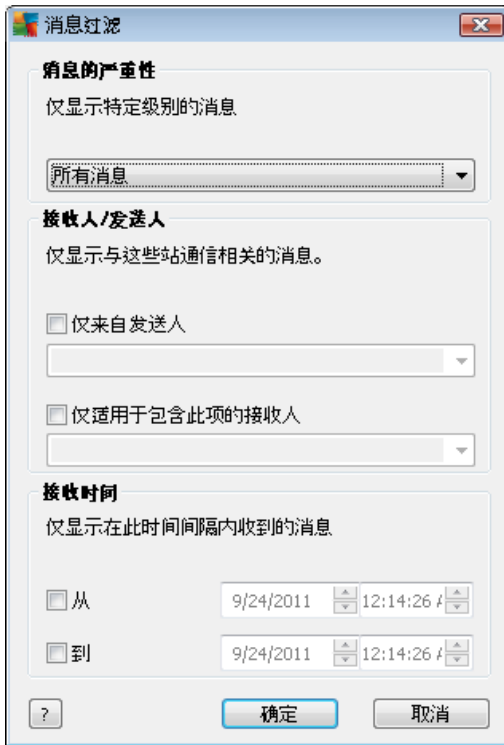 消息过滤
消息的严重性
仅显示特定级别的消息
所有消息
接收人/发送人
仅显示与这些站通信相关的消息。
仅来自发送人
仅适用于包含此项的接收人
接收时间
仅显示在此时间间隔内收到的消息
从 9/24/2011 12:14:26
到 9/24/2011 12:14:26
? 确定 取消